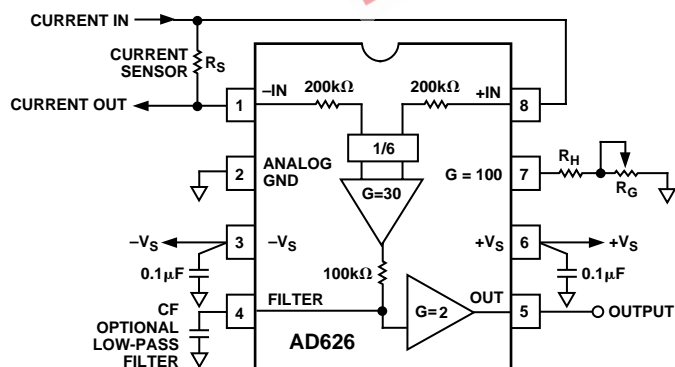 CURRENT IN
CURRENT
SENSOR
RS
CURRENT OUT
1
–IN
200kΩ
200kΩ
+IN
8
1/6
2
ANALOG
GND
G=30
G = 100
7
RH
RG
–VS
3
–VS
+VS
6
+VS
0.1µF
100kΩ
0.1µF
CF
OPTIONAL
LOW-PASS
FILTER
4
FILTER
G=2
OUT
5
OUTPUT
AD626